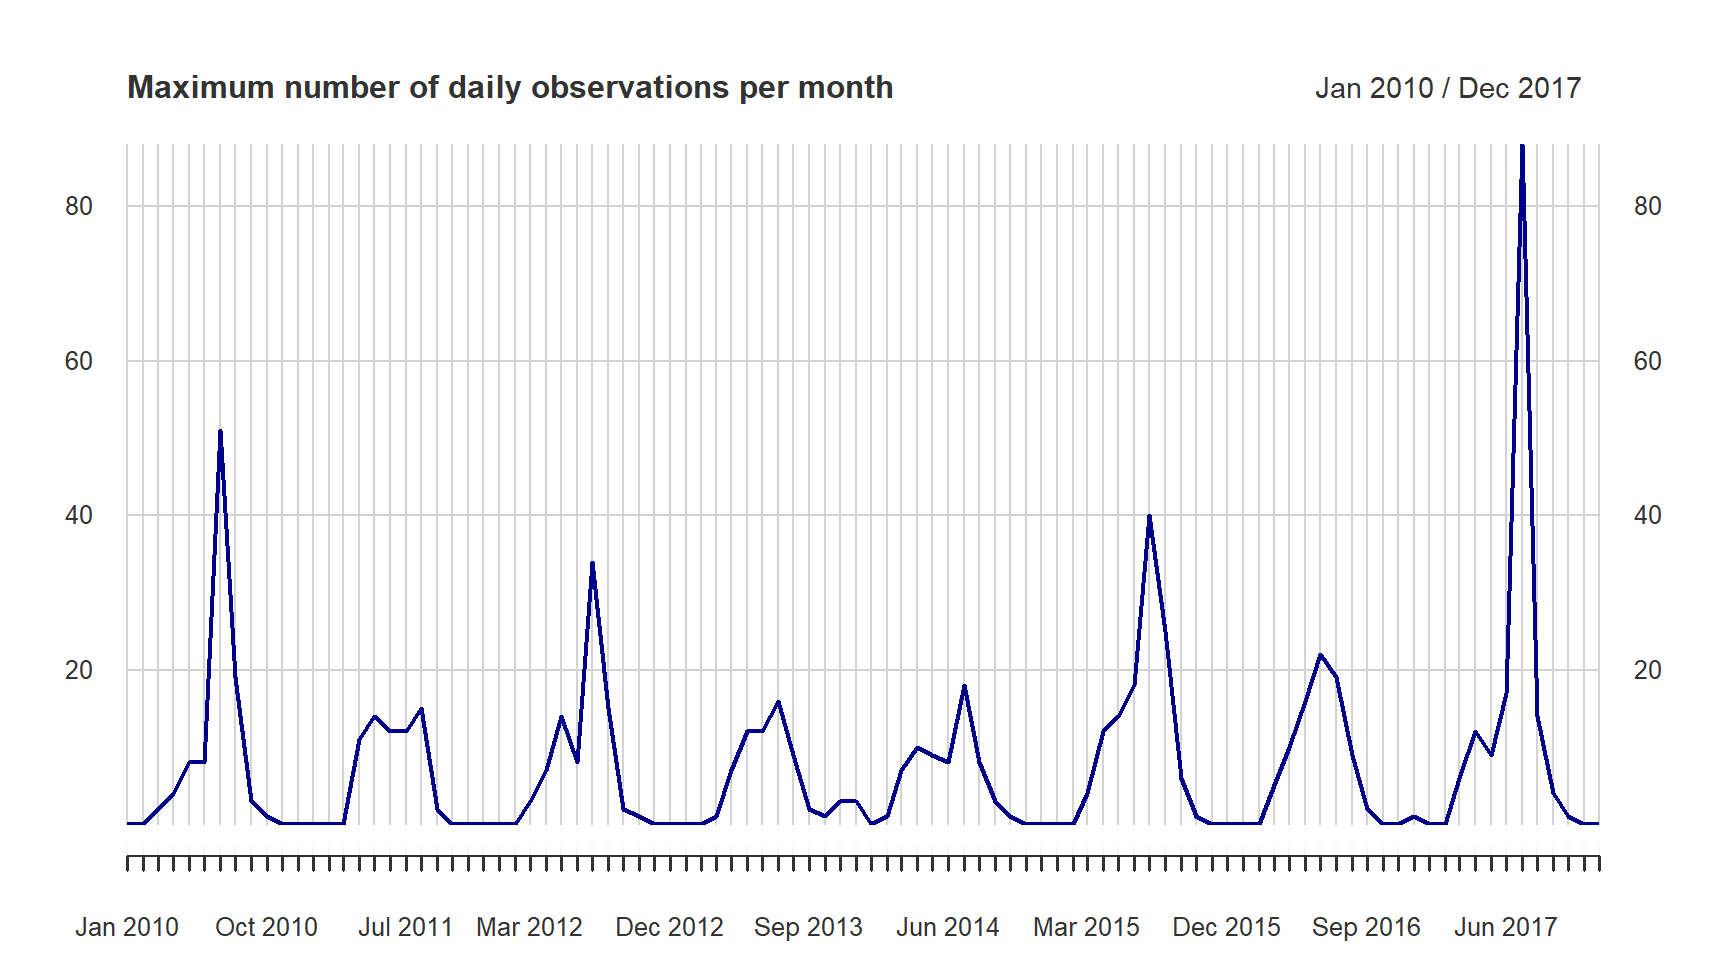 Maximum number of daily observations per month
Jan 2010 / Dec 2017
80 80
60 60
40 40
20 20
Jan 2010 Oct 2010 Jul 2011 Mar 2012 Dec 2012 Sep 2013 Jun 2014 Mar 2015 Dec 2015 Sep 2016 Jun 2017